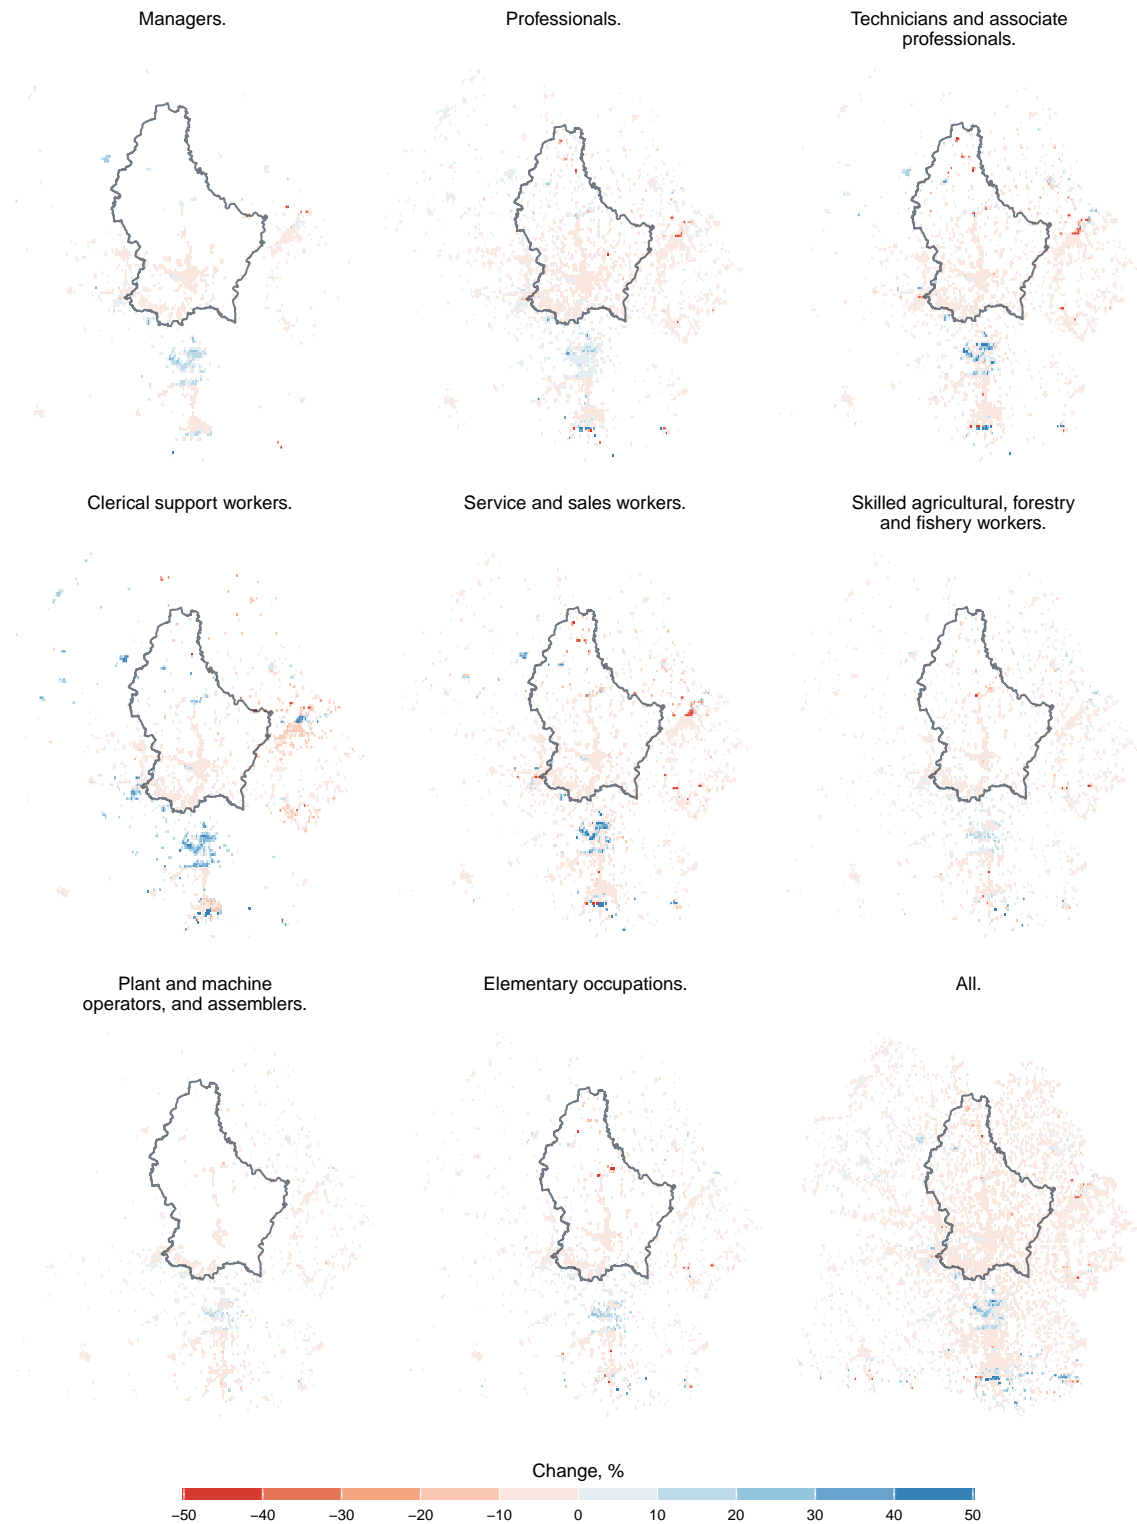 Managers.
Professionals.
Technicians and associate
professionals.
Clerical support workers.
Service and sales workers.
Skilled agricultural, forestry
and fishery workers.
Plant and machine
operators, and assemblers.
Elementary occupations.
All.
Change, %
−50 −40 −30 −20 −10 0 10 20 30 40 50